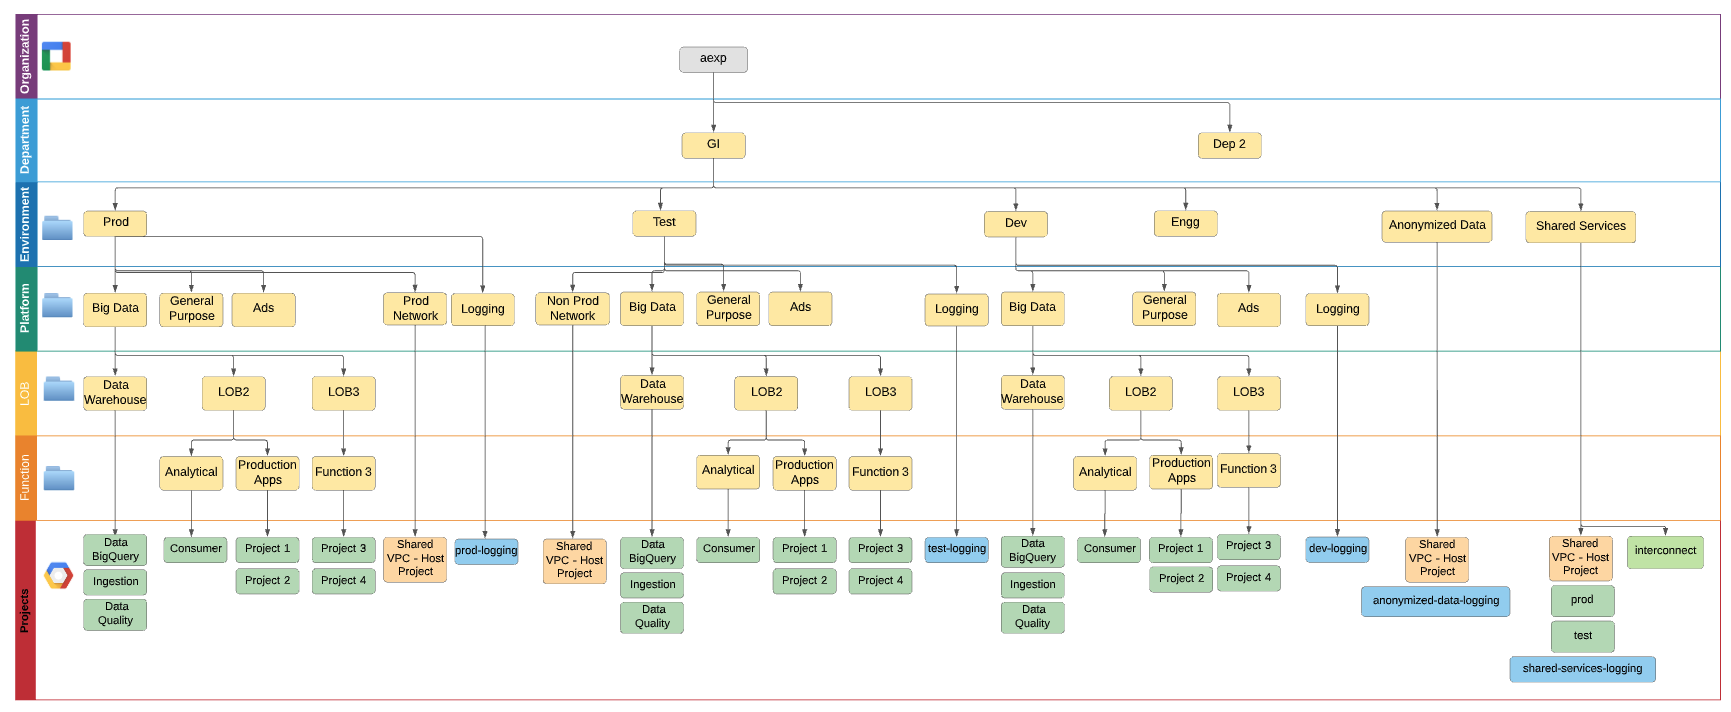 Organization
aexp
Department
GI
Dep 2
Environment
Prod
Test
Dev
Engg
Anonymized Data
Shared Services
Platform
Big Data
General
Purpose
Ads
Prod
Network
Logging
Non Prod
Network
Big Data
General
Purpose
Ads
Logging
Big Data
General
Purpose
Ads
Logging
LOB
Data
Warehouse
LOB2
LOB3
Data
Warehouse
LOB2
LOB3
Data
Warehouse
LOB2
LOB3
Function
Analytical
Production
Apps
Function 3
Analytical
Production
Apps
Function 3
Analytical
Production
Apps
Function 3
Projects
Data
BigQuery
Ingestion
Data
Quality
Consumer
Project 1
Project 2
Project 3
Project 4
Shared
VPC - Host
Project
prod-logging
Shared
VPC - Host
Project
Data
BigQuery
Ingestion
Data
Quality
Consumer
Project 1
Project 2
Project 3
Project 4
test-logging
Data
BigQuery
Ingestion
Data
Quality
Consumer
Project 1
Project 2
Project 3
Project 4
dev-logging
Shared
VPC - Host
Project
anonymized-data-logging
Shared
VPC - Host
Project
prod
test
shared-services-logging
interconnect